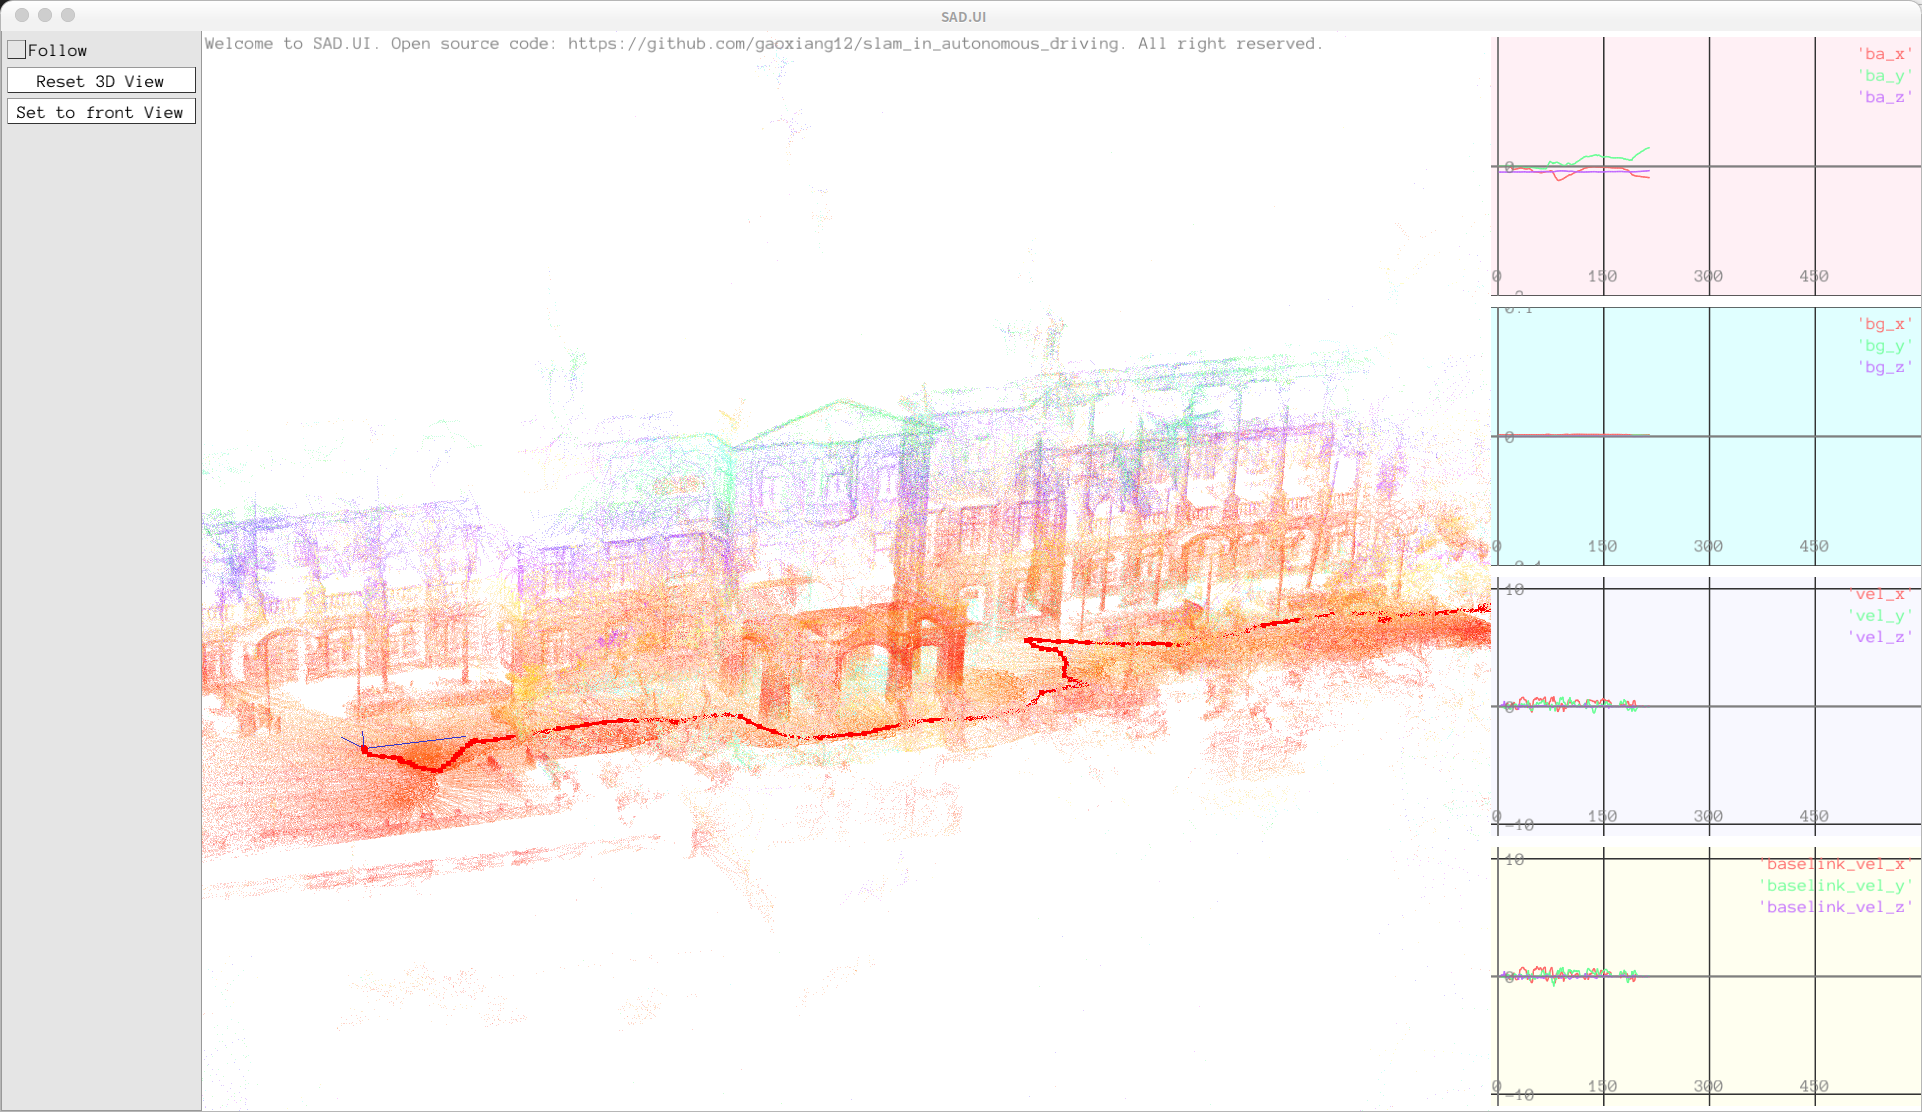 SAD.UI
Follow
Reset 3D View
Set to front View
Welcome to SAD.UI. Open source code: https://github.com/gaoxiang12/slam_in_autonomous_driving. All right reserved.
'ba_x'
'ba_y'
'ba_z'
0
0 150 300 450
0.1
'bg_x'
'bg_y'
'bg_z'
0
0 150 300 450
10
'vel_x'
'vel_y'
'vel_z'
0
0 150 300 450
-10
10
'baselink_vel_x'
'baselink_vel_y'
'baselink_vel_z'
0
0 150 300 450
-10